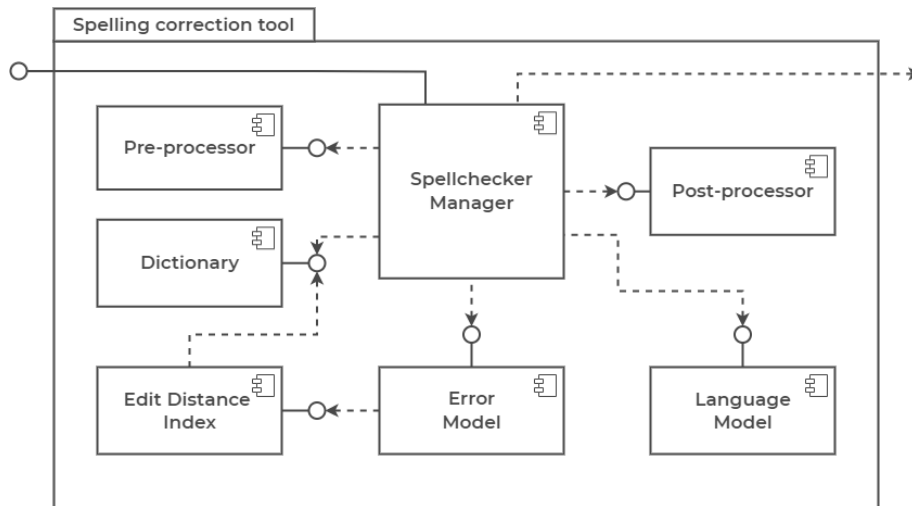 Spelling correction tool
Pre-processor
Spellchecker
Manager
Post-processor
Dictionary
Edit Distance
Index
Error
Model
Language
Model